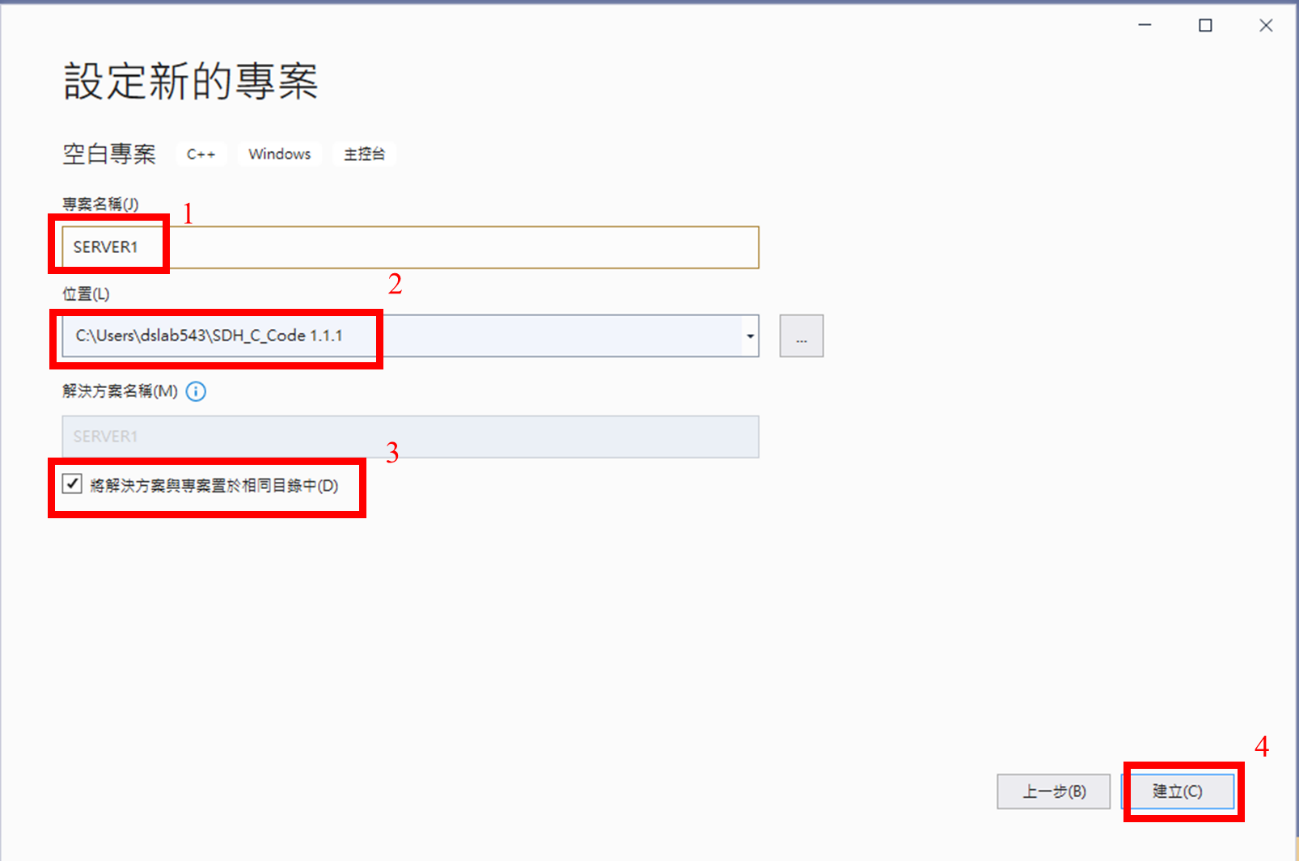 設定新的專案
空白專案 C++ Windows 主控台
專案名稱(J)
1
SERVER1
2
位置(L)
C:\Users\dslab543\SDH_C_Code 1.1.1
...
解決方案名稱(M)
SERVER1
3
將解決方案與專案置於相同目錄中(D)
4
上一步(B) 建立(C)